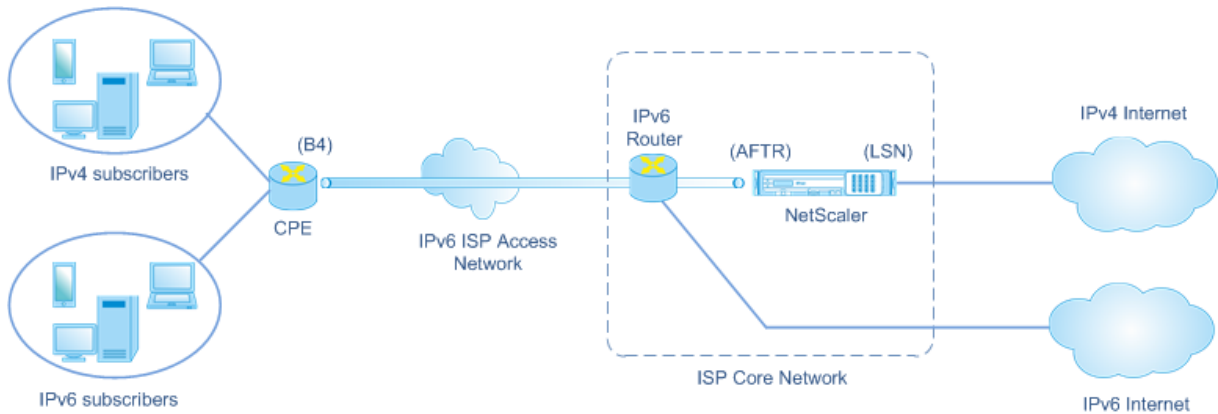 IPv4 subscribers
(B4)
CPE
IPv6 subscribers
IPv6 ISP Access
Network
IPv6
Router
(AFTR)
(LSN)
NetScaler
ISP Core Network
IPv4 Internet
IPv6 Internet